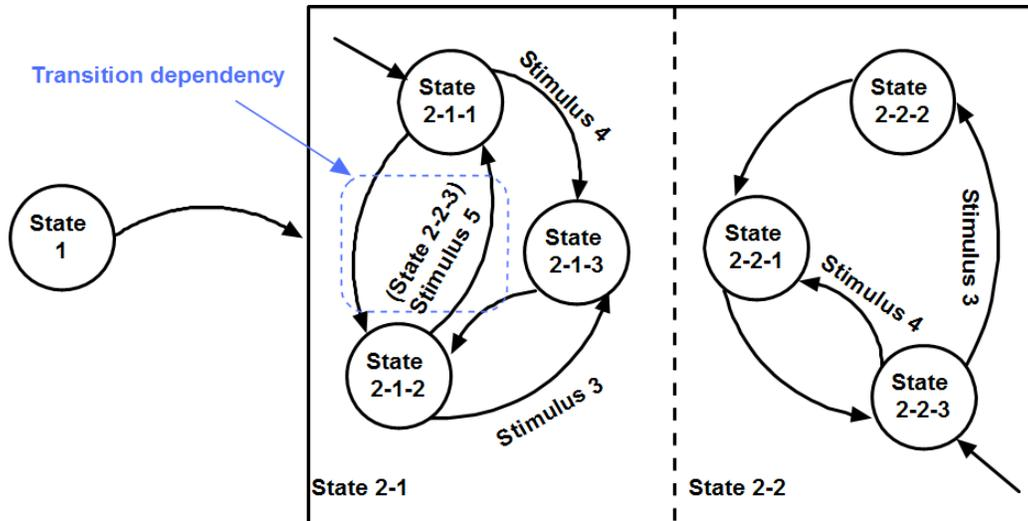 Transition dependency
State
1
State
2-1-1
Stimulus 4
(State 2-2-3)
Stimulus 5
State
2-1-3
State
2-1-2
Stimulus 3
State 2-1
State
2-2-2
State
2-2-1
Stimulus 4
Stimulus 3
State
2-2-3
State 2-2